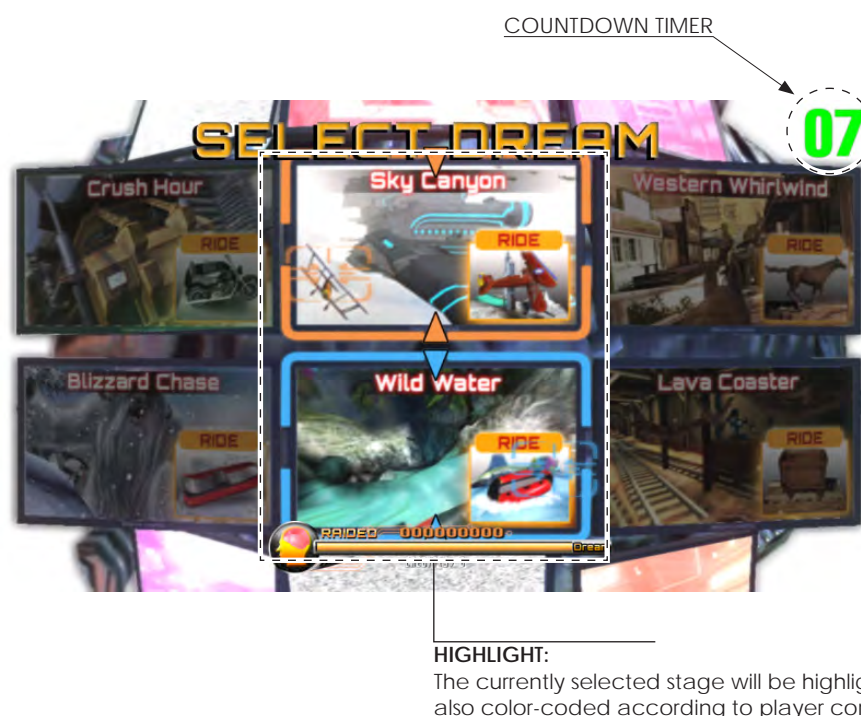 COUNTDOWN TIMER
07
SELECT DREAM
Crush Hour
Sky Canyon
Western Whirlwind
RIDE
RIDE
RIDE
Blizzard Chase
Wild Water
Lava Coaster
RIDE
RIDE
RIDE
RAIDED 000000000
HIGHLIGHT:
The currently selected stage will be highlig
also color-coded according to player cor